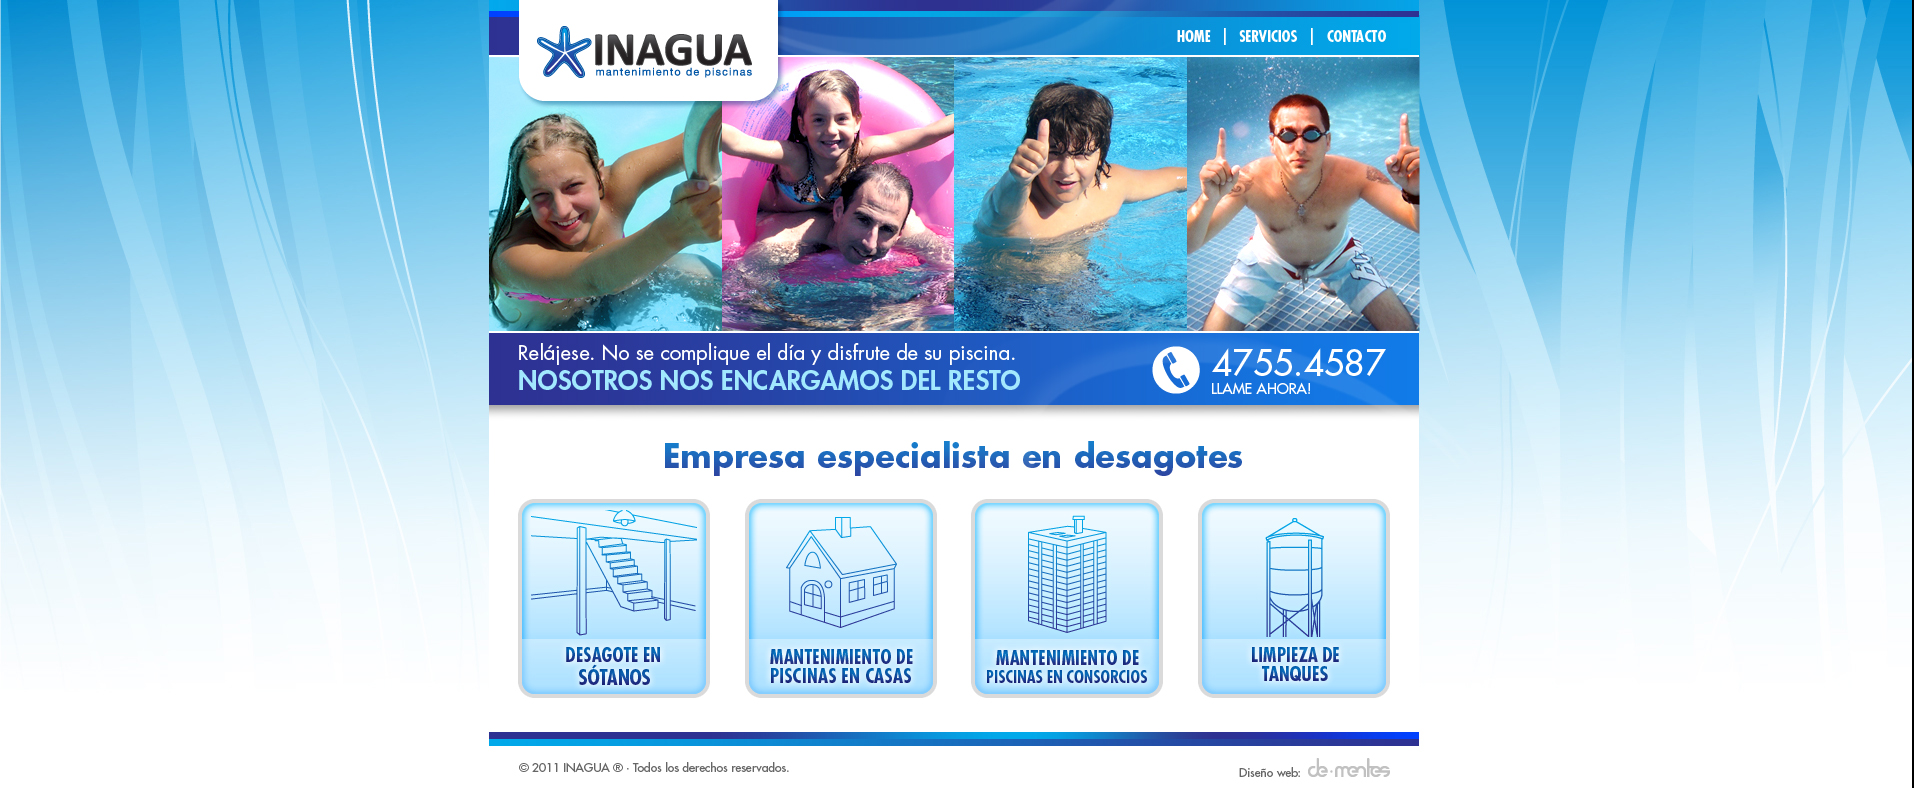 INAGUA
mantenimiento de piscinas
HOME | SERVICIOS | CONTACTO
Relájese. No se complique el día y disfrute de su piscina.
NOSOTROS NOS ENCARGAMOS DEL RESTO
4755.4587
LLAME AHORA!
Empresa especialista en desagotes
DESAGOTE EN
SÓTANOS
MANTENIMIENTO DE
PISCINAS EN CASAS
MANTENIMIENTO DE
PISCINAS EN CONSORCIOS
LIMPIEZA DE
TANQUES
© 2011 INAGUA ® · Todos los derechos reservados.
Diseño web: de·mentes